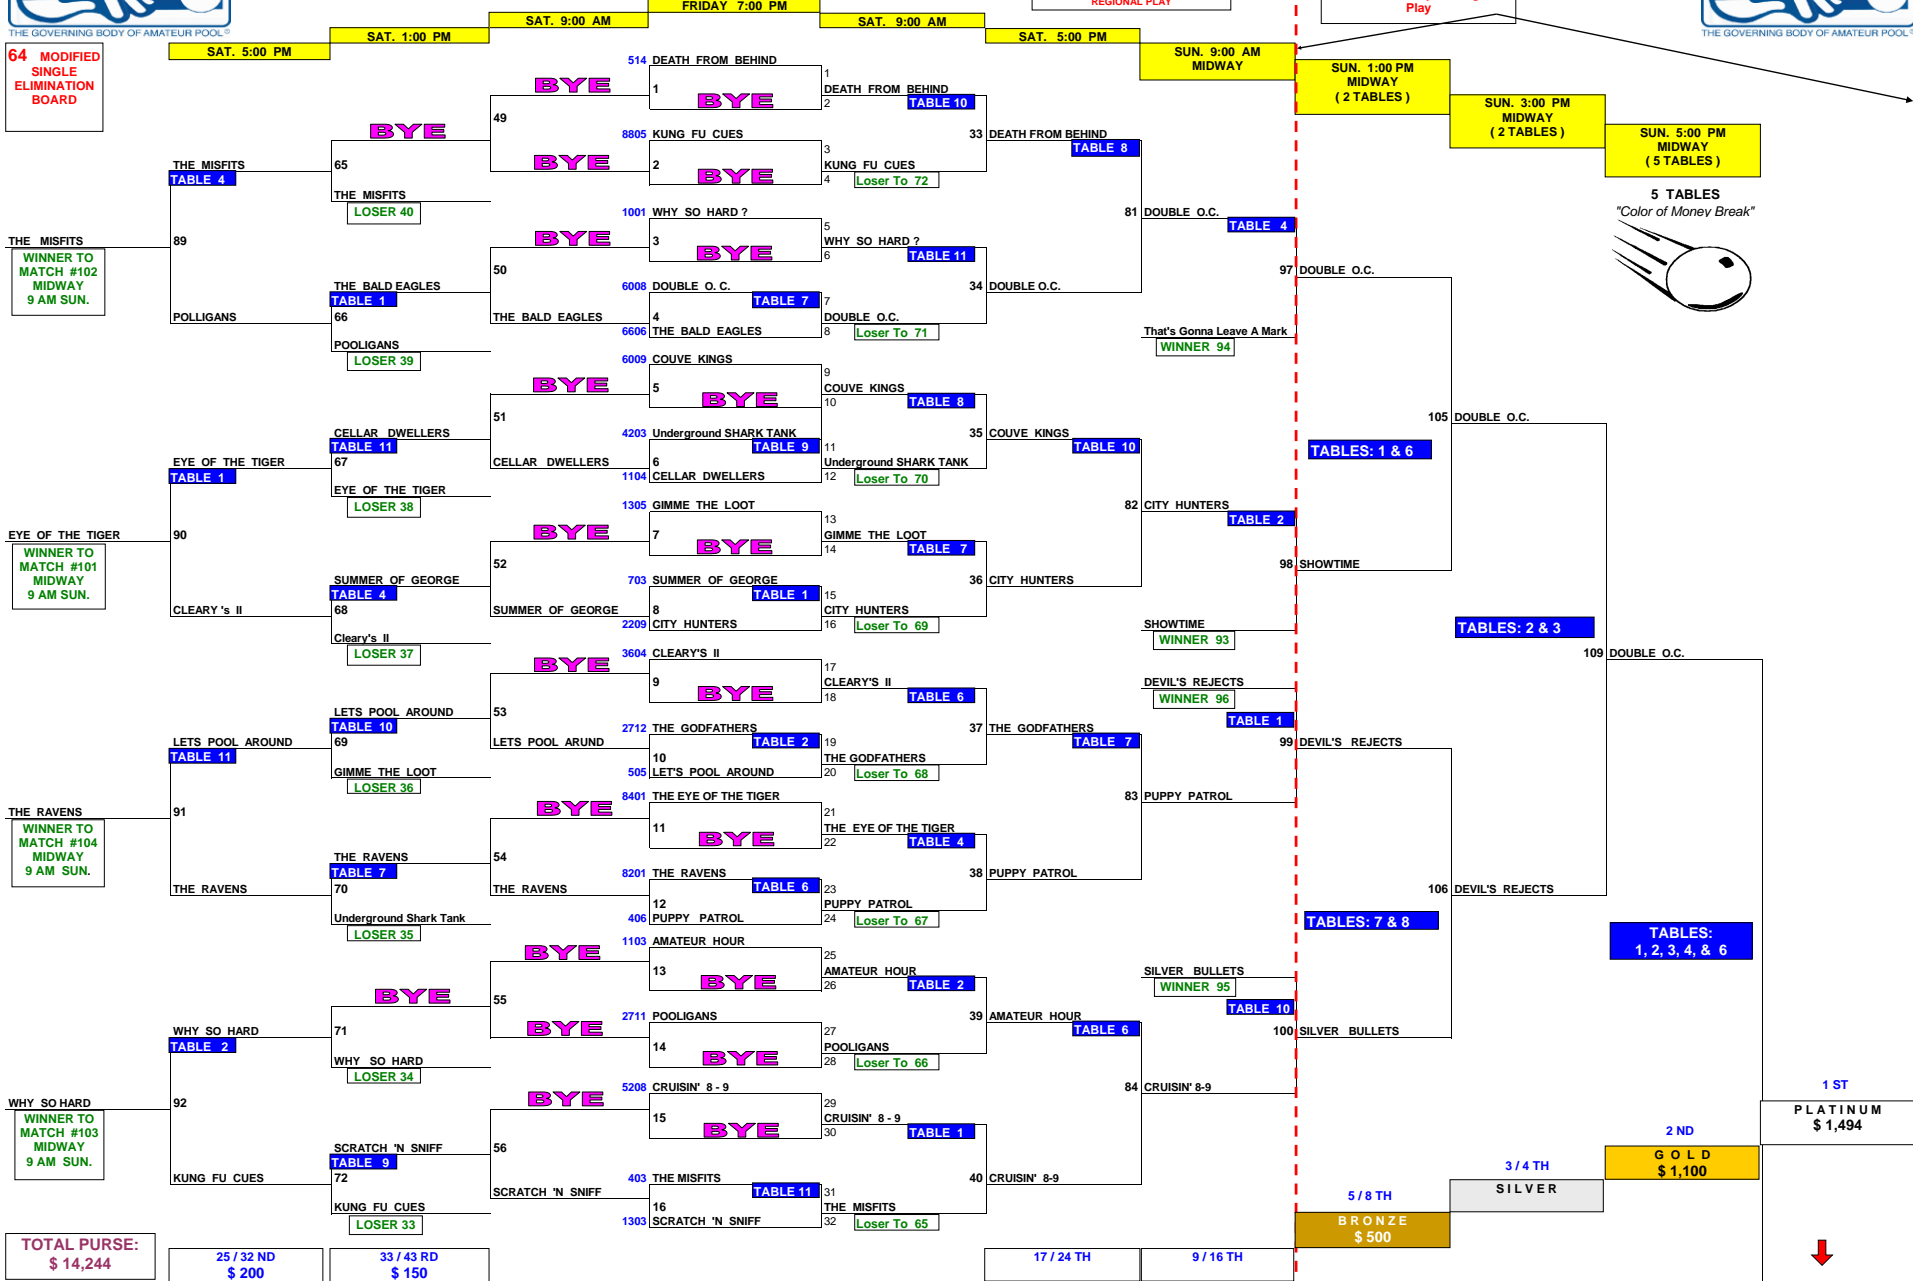 THE GOVERNING BODY OF AMATEUR POOL®
FRIDAY 7:00 PM
REGIONAL PLAY
Play
THE GOVERNING BODY OF AMATEUR POOL®
SAT. 5:00 PM
SAT. 1:00 PM
SAT. 9:00 AM
SAT. 9:00 AM
SAT. 5:00 PM
SUN. 9:00 AM
MIDWAY
SUN. 1:00 PM
MIDWAY
( 2 TABLES )
SUN. 3:00 PM
MIDWAY
( 2 TABLES )
SUN. 5:00 PM
MIDWAY
( 5 TABLES )
5 TABLES
"Color of Money Break"
64 MODIFIED
SINGLE
ELIMINATION
BOARD
THE MISFITS
89
WINNER TO
MATCH #102
MIDWAY
9 AM SUN.
EYE OF THE TIGER
90
WINNER TO
MATCH #101
MIDWAY
9 AM SUN.
THE RAVENS
91
WINNER TO
MATCH #104
MIDWAY
9 AM SUN.
WHY SO HARD
92
WINNER TO
MATCH #103
MIDWAY
9 AM SUN.
TOTAL PURSE:
$ 14,244
THE MISFITS
TABLE 4
POLLIGANS
EYE OF THE TIGER
TABLE 1
CLEARY 's II
LETS POOL AROUND
TABLE 11
THE RAVENS
WHY SO HARD
TABLE 2
KUNG FU CUES
25 / 32 ND
$ 200
BYE
65
THE MISFITS
LOSER 40
THE BALD EAGLES
TABLE 1
66
POOLIGANS
LOSER 39
CELLAR DWELLERS
TABLE 11
67
EYE OF THE TIGER
LOSER 38
SUMMER OF GEORGE
TABLE 4
68
Cleary's II
LOSER 37
LETS POOL AROUND
TABLE 10
69
GIMME THE LOOT
LOSER 36
THE RAVENS
TABLE 7
70
Underground Shark Tank
LOSER 35
BYE
71
WHY SO HARD
LOSER 34
SCRATCH 'N SNIFF
TABLE 9
72
KUNG FU CUES
LOSER 33
33 / 43 RD
$ 150
BYE
49
BYE
BYE
50
THE BALD EAGLES
BYE
51
CELLAR DWELLERS
BYE
52
SUMMER OF GEORGE
BYE
53
LETS POOL ARUND
BYE
54
THE RAVENS
BYE
55
BYE
BYE
56
SCRATCH 'N SNIFF
514 DEATH FROM BEHIND
1
BYE
8805 KUNG FU CUES
2
BYE
1001 WHY SO HARD ?
3
BYE
6008 DOUBLE O. C.
TABLE 7
4
6606 THE BALD EAGLES
6009 COUVE KINGS
5
BYE
4203 Underground SHARK TANK
TABLE 9
6
1104 CELLAR DWELLERS
1305 GIMME THE LOOT
7
BYE
703 SUMMER OF GEORGE
TABLE 1
8
2209 CITY HUNTERS
3604 CLEARY'S II
9
BYE
2712 THE GODFATHERS
TABLE 2
10
505 LET'S POOL AROUND
8401 THE EYE OF THE TIGER
11
BYE
8201 THE RAVENS
TABLE 6
12
406 PUPPY PATROL
1103 AMATEUR HOUR
13
BYE
2711 POOLIGANS
14
BYE
5208 CRUISIN' 8 - 9
15
BYE
403 THE MISFITS
TABLE 11
16
1303 SCRATCH 'N SNIFF
1
DEATH FROM BEHIND
2
TABLE 10
3
KUNG FU CUES
4
Loser To 72
5
WHY SO HARD ?
6
TABLE 11
7
DOUBLE O.C.
8
Loser To 71
9
COUVE KINGS
10
TABLE 8
11
Underground SHARK TANK
12
Loser To 70
13
GIMME THE LOOT
14
TABLE 7
15
CITY HUNTERS
16
Loser To 69
17
CLEARY'S II
18
TABLE 6
19
THE GODFATHERS
20
Loser To 68
21
THE EYE OF THE TIGER
22
TABLE 4
23
PUPPY PATROL
24
Loser To 67
25
AMATEUR HOUR
26
TABLE 2
27
POOLIGANS
28
Loser To 66
29
CRUISIN' 8 - 9
30
TABLE 1
31
THE MISFITS
32
Loser To 65
33 DEATH FROM BEHIND
TABLE 8
34 DOUBLE O.C.
35 COUVE KINGS
TABLE 10
36 CITY HUNTERS
37 THE GODFATHERS
TABLE 7
38 PUPPY PATROL
39 AMATEUR HOUR
TABLE 6
40 CRUISIN' 8-9
17 / 24 TH
81 DOUBLE O.C.
TABLE 4
That's Gonna Leave A Mark
WINNER 94
82 CITY HUNTERS
TABLE 2
SHOWTIME
WINNER 93
DEVIL'S REJECTS
WINNER 96
TABLE 1
83 PUPPY PATROL
SILVER BULLETS
WINNER 95
TABLE 10
84 CRUISIN' 8-9
9 / 16 TH
97 DOUBLE O.C.
TABLES: 1 & 6
98 SHOWTIME
99 DEVIL'S REJECTS
TABLES: 7 & 8
100 SILVER BULLETS
5 / 8 TH
BRONZE
$ 500
105 DOUBLE O.C.
TABLES: 2 & 3
106 DEVIL'S REJECTS
3 / 4 TH
SILVER
109 DOUBLE O.C.
TABLES:
1, 2, 3, 4, & 6
2 ND
GOLD
$ 1,100
1 ST
PLATINUM
$ 1,494